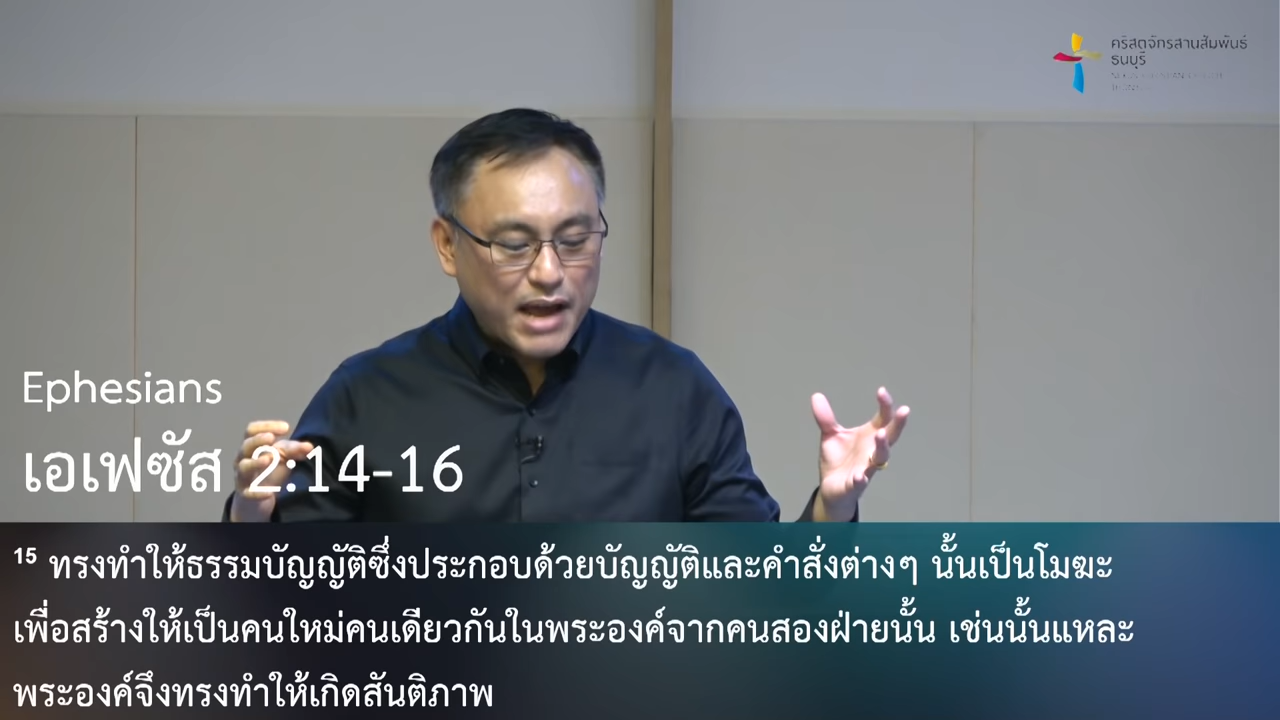 คริสตจักรสานสัมพันธ์
ธนบุรี
Ephesians
เอเฟซัส 2:14-16
15 ทรงทำให้ธรรมบัญญัติซึ่งประกอบด้วยบัญญัติและคำสั่งต่างๆ นั้นเป็นโมฆะ
เพื่อสร้างให้เป็นคนใหม่คนเดียวกันในพระองค์จากคนสองฝ่ายนั้น เช่นนั้นแหละ
พระองค์จึงทรงทำให้เกิดสันติภาพ